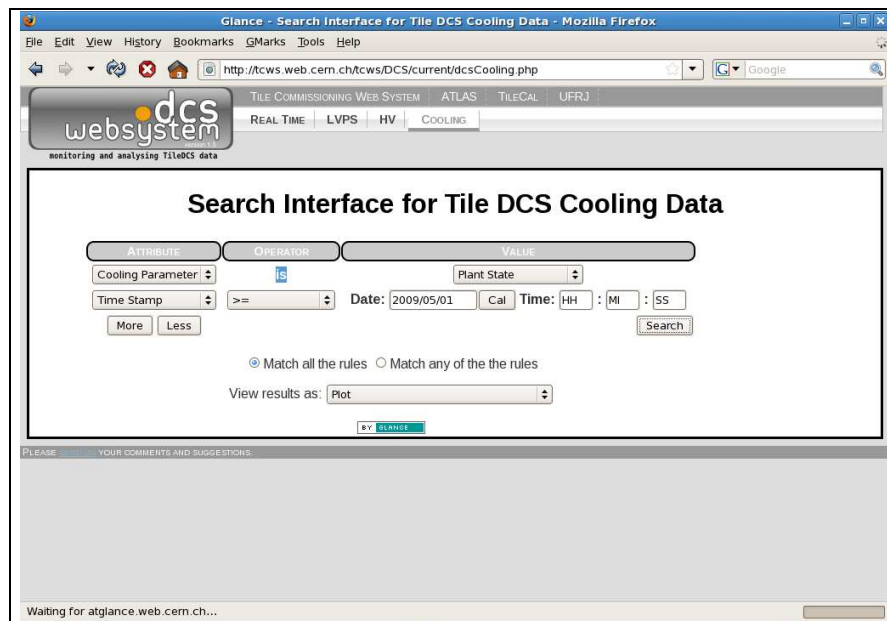 Glance - Search Interface for Tile DCS Cooling Data - Mozilla Firefox
File Edit View History Bookmarks GMarks Tools Help
http://tcws.web.cern.ch/tcws/DCS/current/dcsCooling.php
G Google
dcs
websystem
monitoring and analysing TileDCS data
TILE COMMISSIONING WEB SYSTEM ATLAS TILECAL UFRJ
REAL TIME LVPS HV COOLING
Search Interface for Tile DCS Cooling Data
ATTRIBUTE OPERATOR VALUE
Cooling Parameter is Plant State
Time Stamp >= Date: 2009/05/01 Cal Time: HH : MI : SS
More Less Search
Match all the rules Match any of the the rules
View results as: Plot
BY GLANCE
PLEASE YOUR COMMENTS AND SUGGESTIONS.
Waiting for atglance.web.cern.ch...